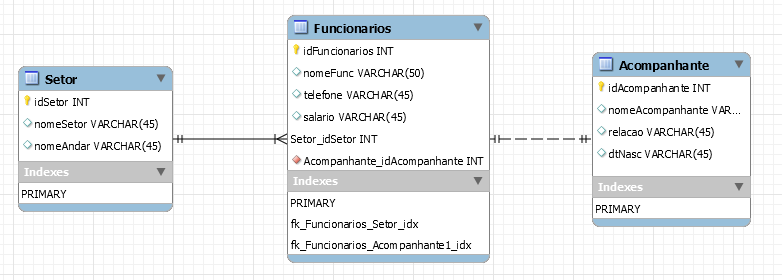 Setor
idSetor INT
nomeSetor VARCHAR(45)
nomeAndar VARCHAR(45)
Indexes
PRIMARY
Funcionarios
idFuncionarios INT
nomeFunc VARCHAR(50)
telefone VARCHAR(45)
salario VARCHAR(45)
Setor_idSetor INT
Acompanhante_idAcompanhante INT
Indexes
PRIMARY
fk_Funcionarios_Setor_idx
fk_Funcionarios_Acompanhante1_idx
Acompanhante
idAcompanhante INT
nomeAcompanhante VAR...
relacao VARCHAR(45)
dtNasc VARCHAR(45)
Indexes
PRIMARY